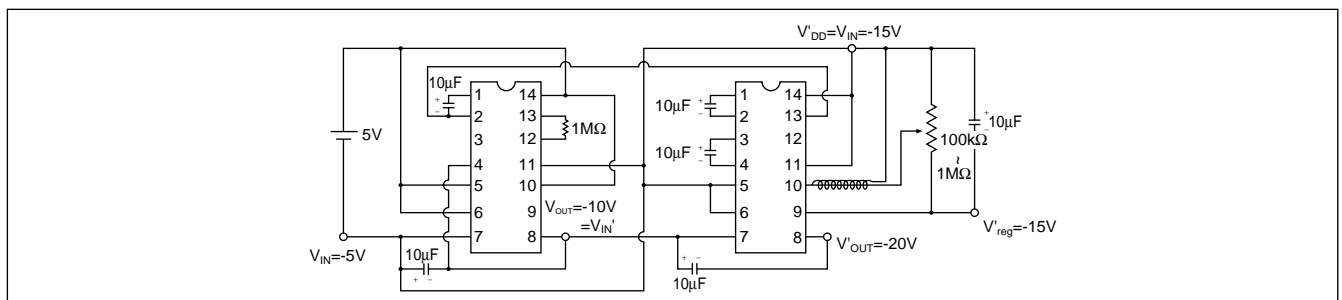 V'DD=VIN=-15V
10μF
+
−
1
2
3
4
5
6
7
14
13
12
11
10
9
8
1MΩ
5V
VOUT=-10V
=VIN'
VIN=-5V
10μF
+ −
10μF
+
−
10μF
+
−
1
2
3
4
5
6
7
14
13
12
11
10
9
8
100kΩ
~
1MΩ
+
−
10μF
V'reg=-15V
V'OUT=-20V
10μF
+ −